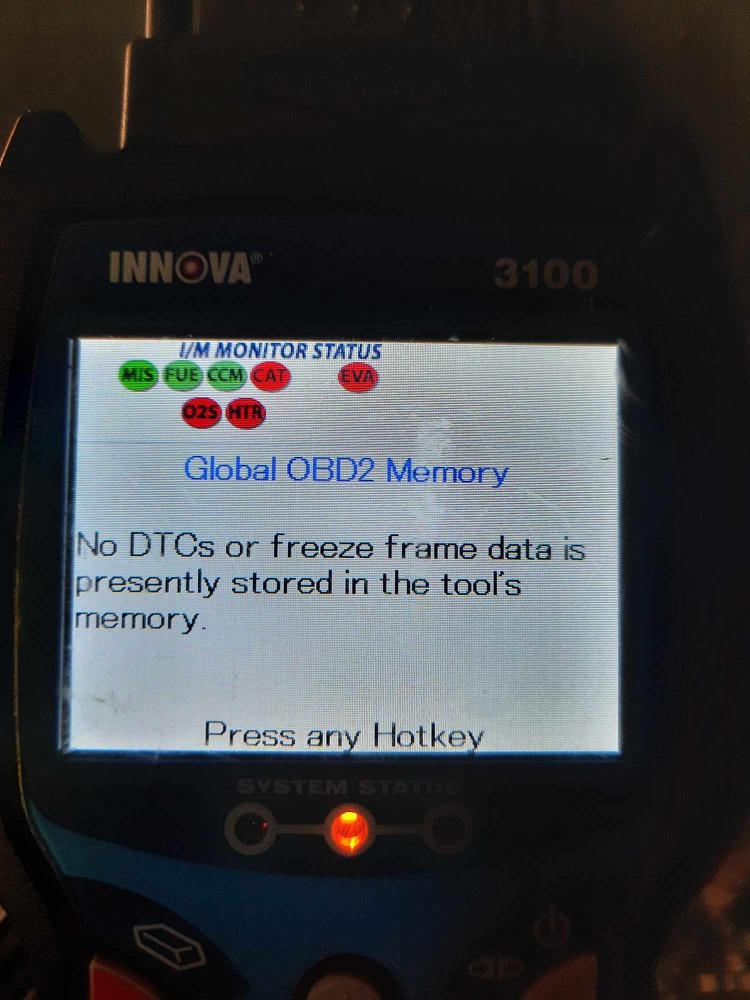 INNOVA®
3100
I/M MONITOR STATUS
MIS FUE CCM CAT EVA
O2S HTR
Global OBD2 Memory
No DTCs or freeze frame data is
presently stored in the tool's
memory.
Press any Hotkey
SYSTEM STATUS